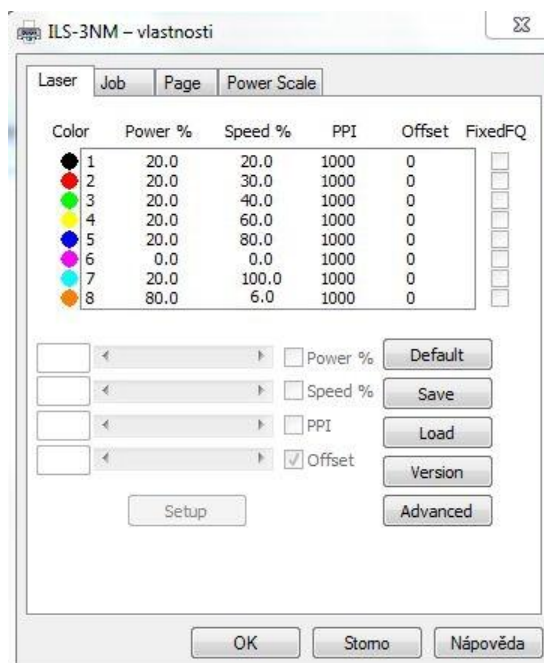 ILS-3NM – vlastnosti
Laser Job Page Power Scale
Color Power % Speed % PPI Offset FixedFQ
1 20.0 20.0 1000 0
2 20.0 30.0 1000 0
3 20.0 40.0 1000 0
4 20.0 60.0 1000 0
5 20.0 80.0 1000 0
6 0.0 0.0 1000 0
7 20.0 100.0 1000 0
8 80.0 6.0 1000 0
Power % Default
Speed % Save
PPI Load
Offset Version
Setup Advanced
OK Storno Nápověda